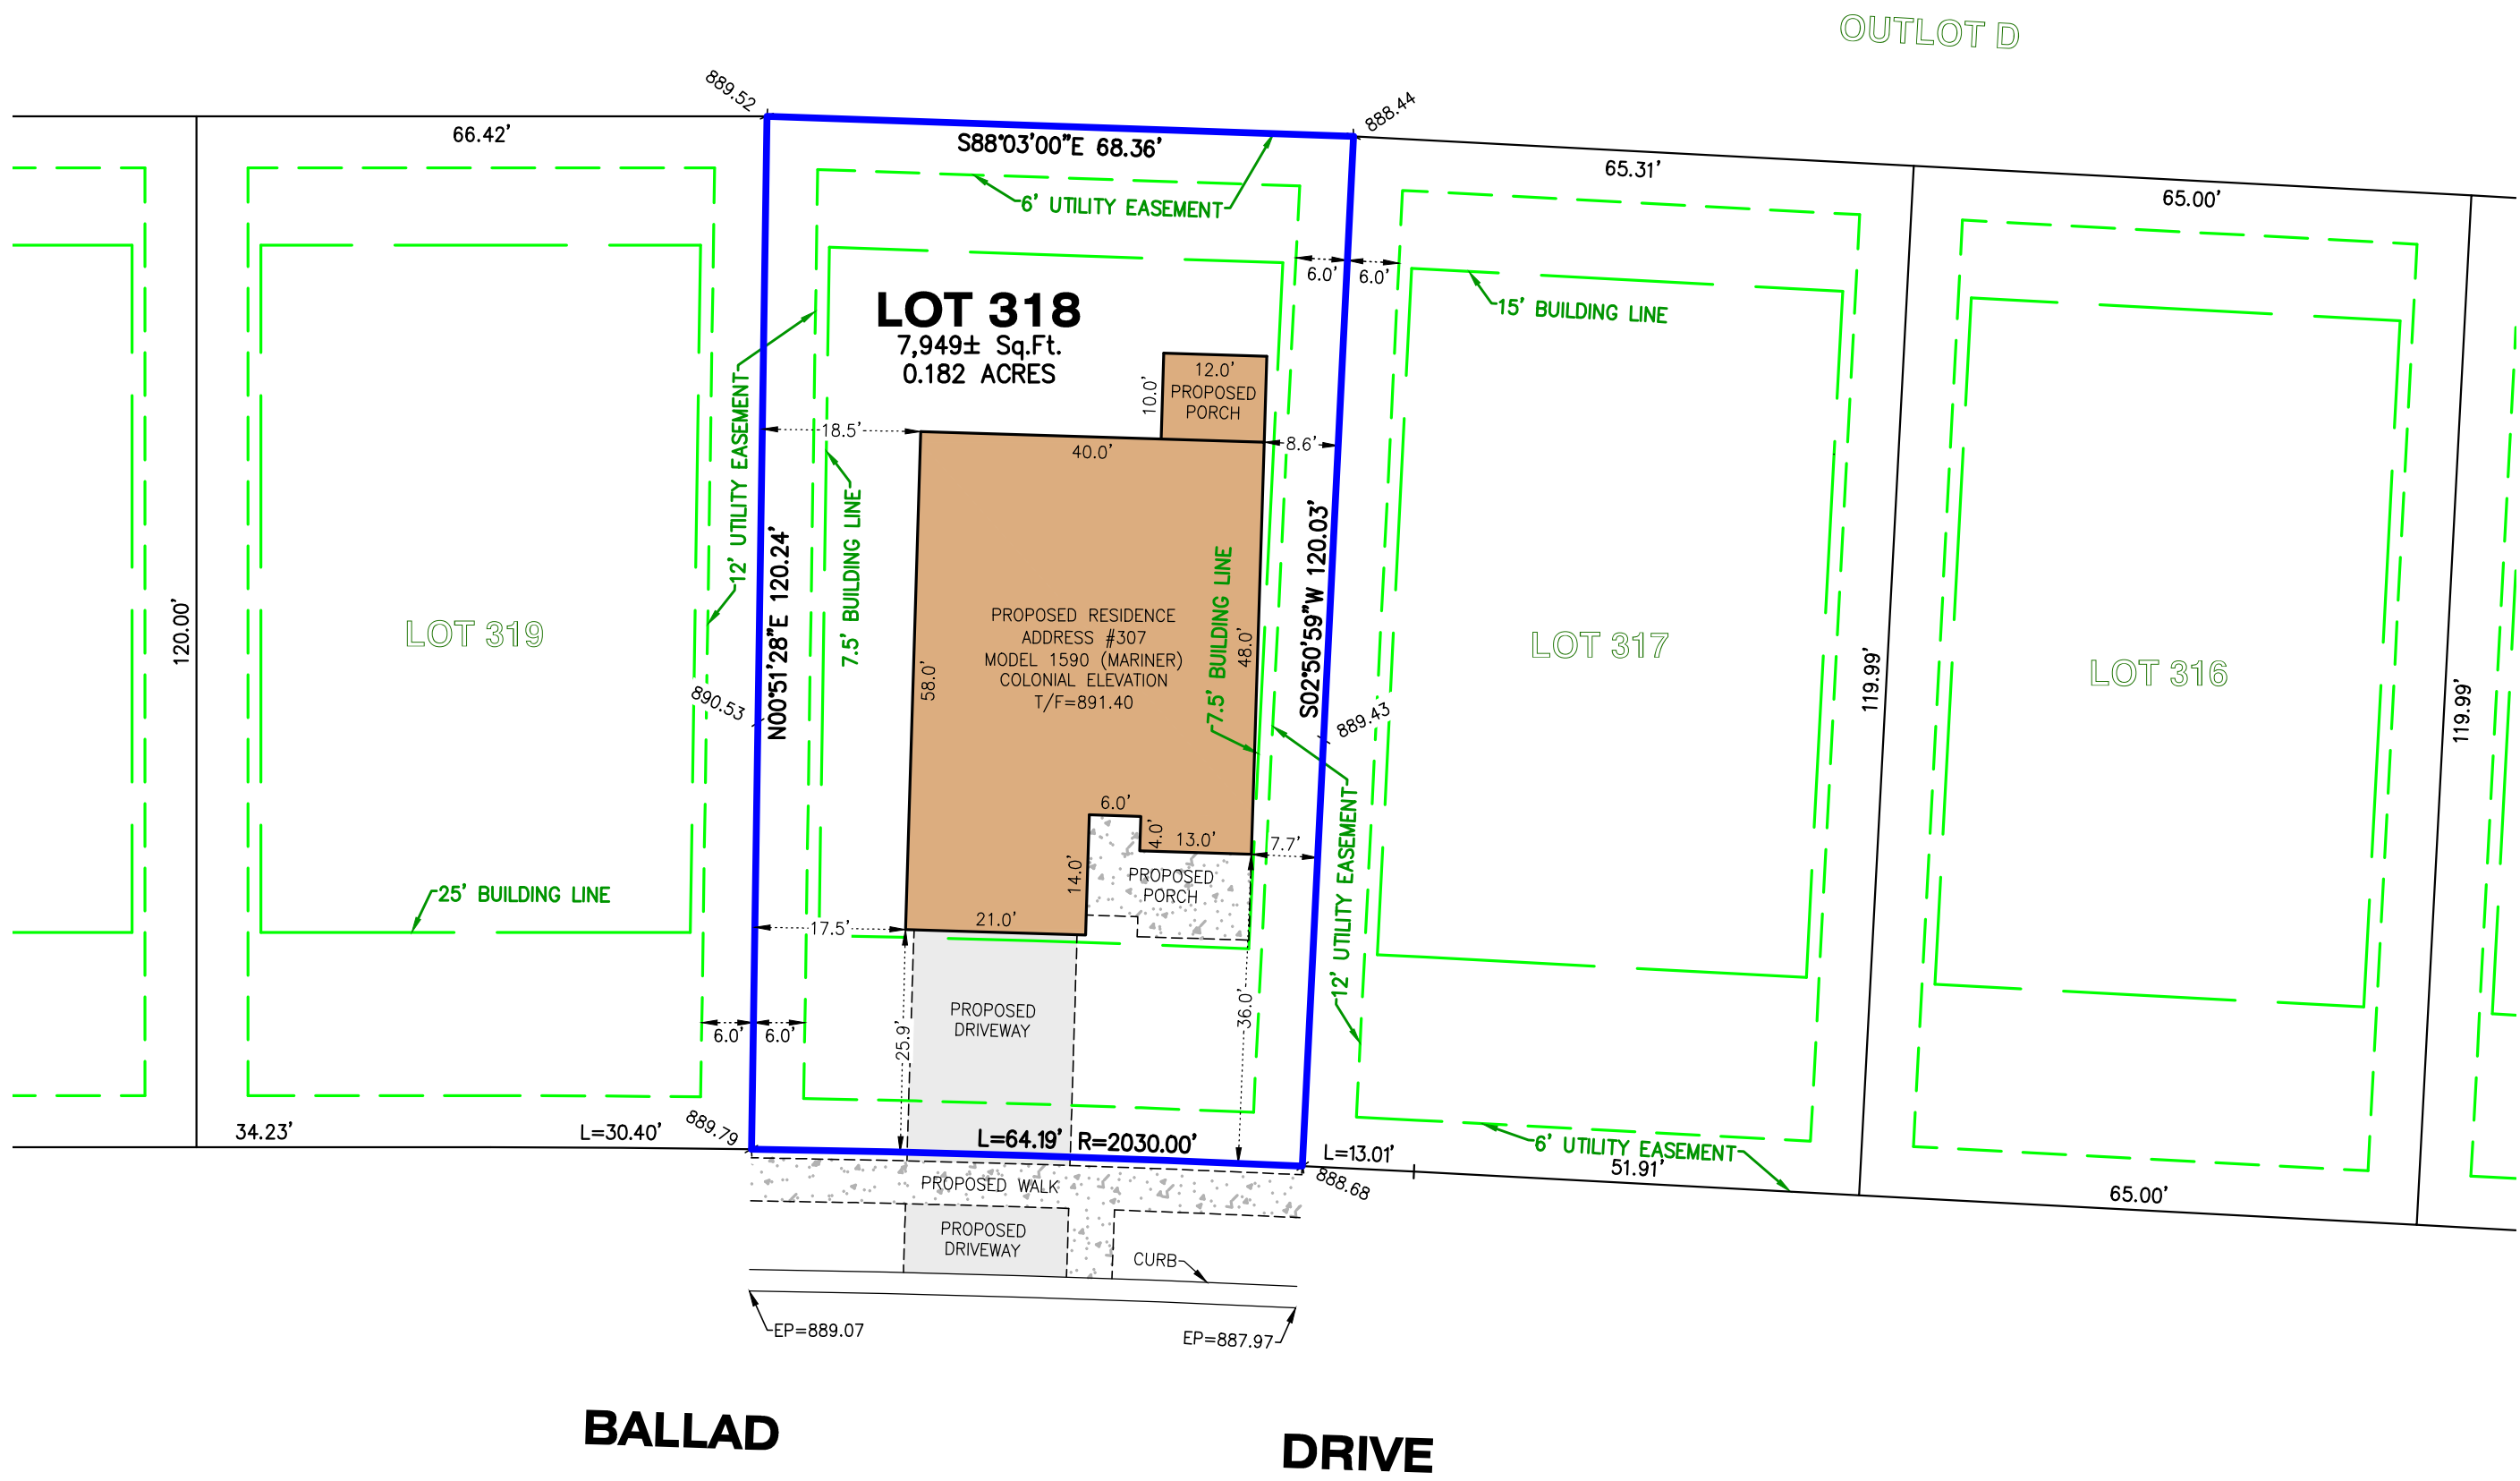 OUTLOT D
889.52
888.44
66.42'
S88°03'00"E 68.36'
65.31'
65.00'
6' UTILITY EASEMENT
6.0'
6.0'
15' BUILDING LINE
LOT 318
7,949± Sq.Ft.
0.182 ACRES
12.0'
PROPOSED
PORCH
10.0'
18.5'
8.6'
40.0'
12' UTILITY EASEMENT
7.5' BUILDING LINE
N00°51'28"E 120.24'
S02°50'59"W 120.03'
7.5' BUILDING LINE
120.00'
LOT 319
PROPOSED RESIDENCE
ADDRESS #307
MODEL 1590 (MARINER)
COLONIAL ELEVATION
T/F=891.40
58.0'
48.0'
LOT 317
LOT 316
119.99'
119.99'
890.53
889.43
6.0'
4.0'
13.0'
7.7'
14.0'
PROPOSED
PORCH
12' UTILITY EASEMENT
25' BUILDING LINE
17.5'
21.0'
PROPOSED
DRIVEWAY
25.9'
36.0'
6.0'
6.0'
34.23'
L=30.40'
889.79
L=64.19' R=2030.00'
L=13.01'
6' UTILITY EASEMENT
51.91'
888.68
65.00'
PROPOSED WALK
PROPOSED
DRIVEWAY
CURB
EP=889.07
EP=887.97
BALLAD
DRIVE